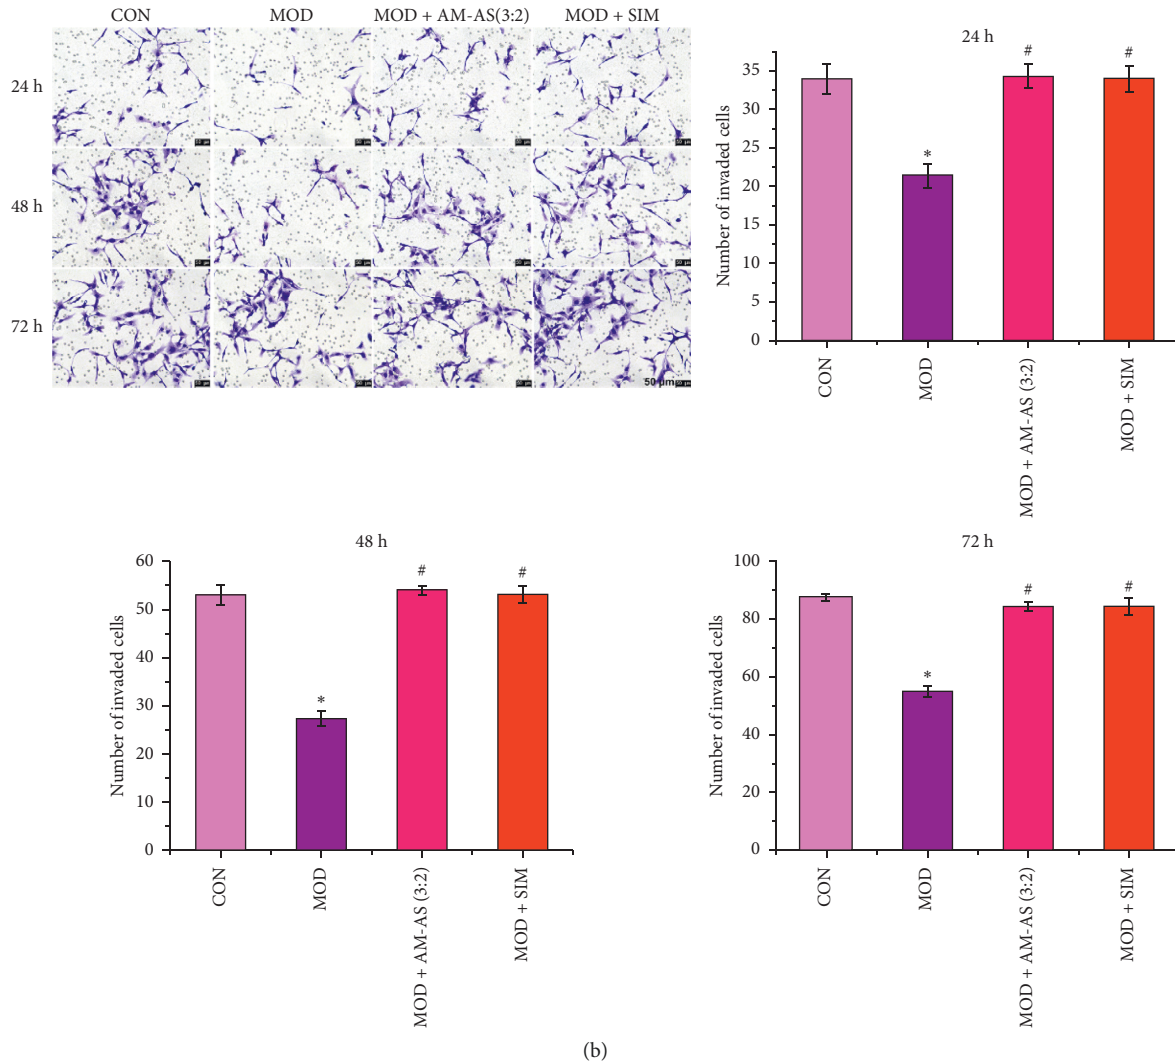 CON MOD MOD + AM-AS(3:2) MOD + SIM
24 h
48 h
72 h
50 μm
24 h
Number of invaded cells
35
30
25
20
15
10
5
0
*
#
#
CON
MOD
MOD + AM-AS (3:2)
MOD + SIM
48 h
Number of invaded cells
60
50
40
30
20
10
0
*
#
#
CON
MOD
MOD + AM-AS (3:2)
MOD + SIM
72 h
Number of invaded cells
100
80
60
40
20
0
*
#
#
CON
MOD
MOD + AM-AS (3:2)
MOD + SIM
(b)